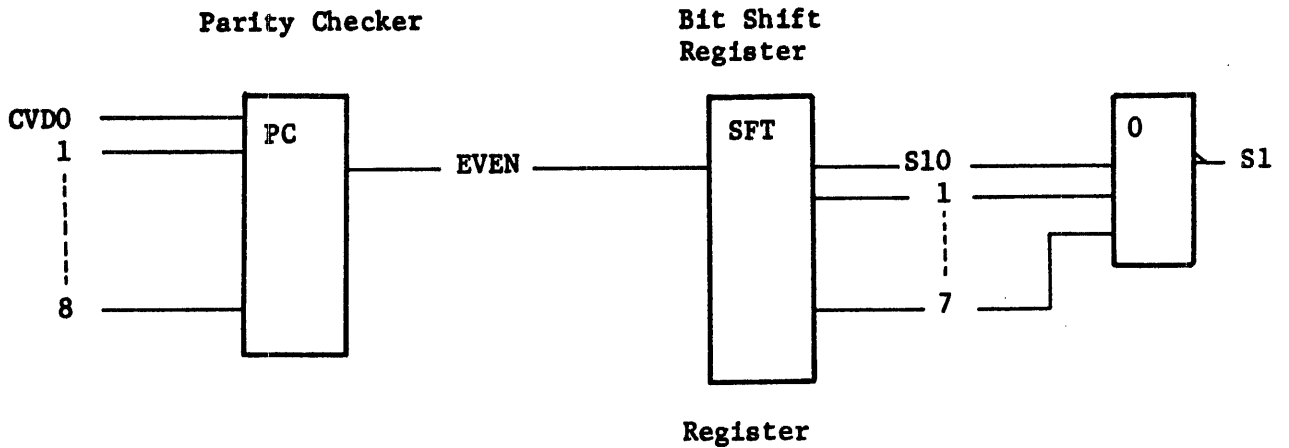 Parity Checker
Bit Shift
Register
CVD0
1
8
PC
EVEN
SFT
S10
1
7
0
S1
Register